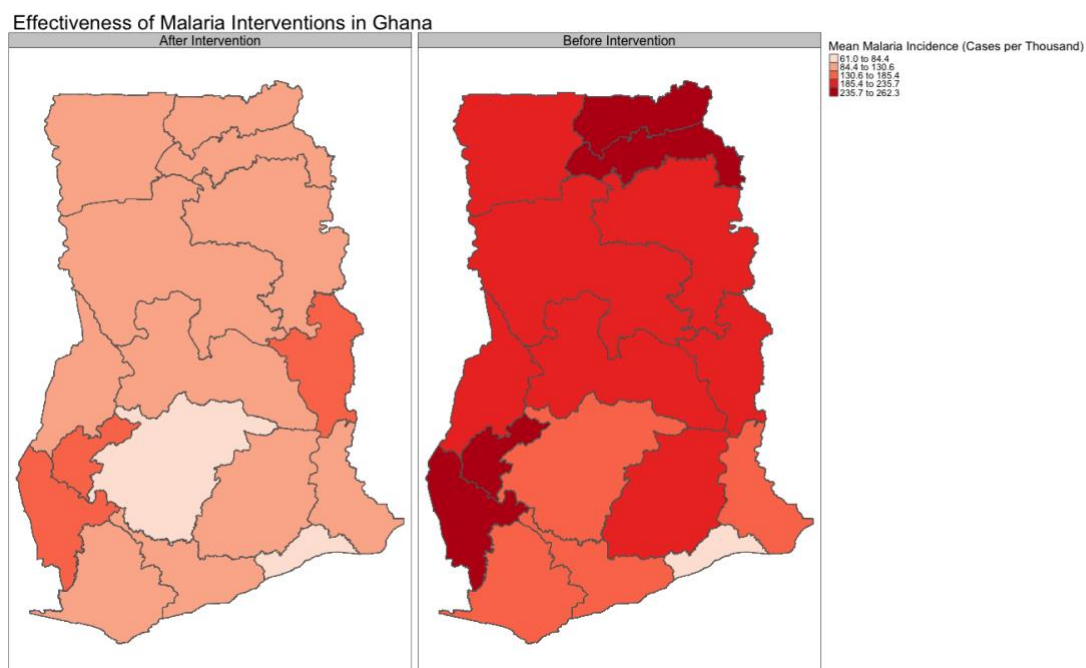 Effectiveness of Malaria Interventions in Ghana
After Intervention
Before Intervention
Mean Malaria Incidence (Cases per Thousand)
61.0 to 84.4
84.4 to 130.6
130.6 to 185.4
185.4 to 235.7
235.7 to 262.3